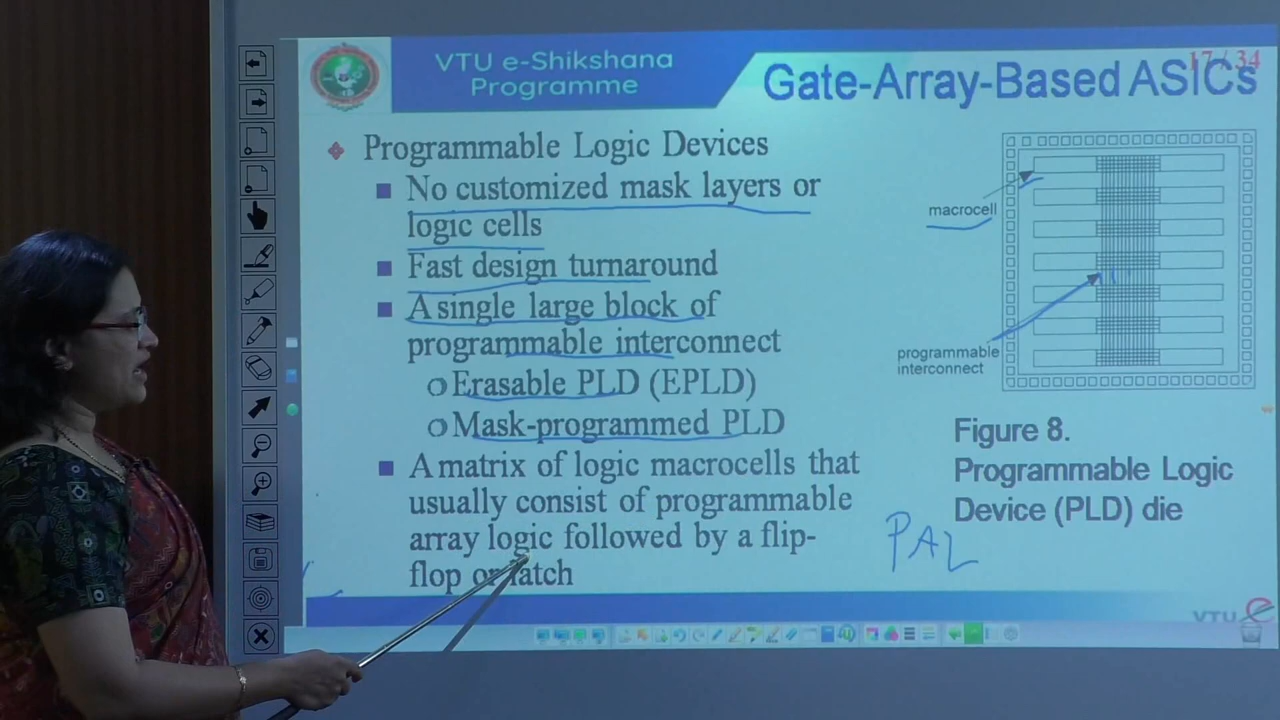 VTU e-Shikshana
Programme
Gate-Array-Based ASICs
17 / 34
Programmable Logic Devices
No customized mask layers or
logic cells
Fast design turnaround
A single large block of
programmable interconnect
Erasable PLD (EPLD)
Mask-programmed PLD
A matrix of logic macrocells that
usually consist of programmable
array logic followed by a flip-
flop or latch
macrocell
programmable
interconnect
Figure 8.
Programmable Logic
Device (PLD) die
PAL
VTU